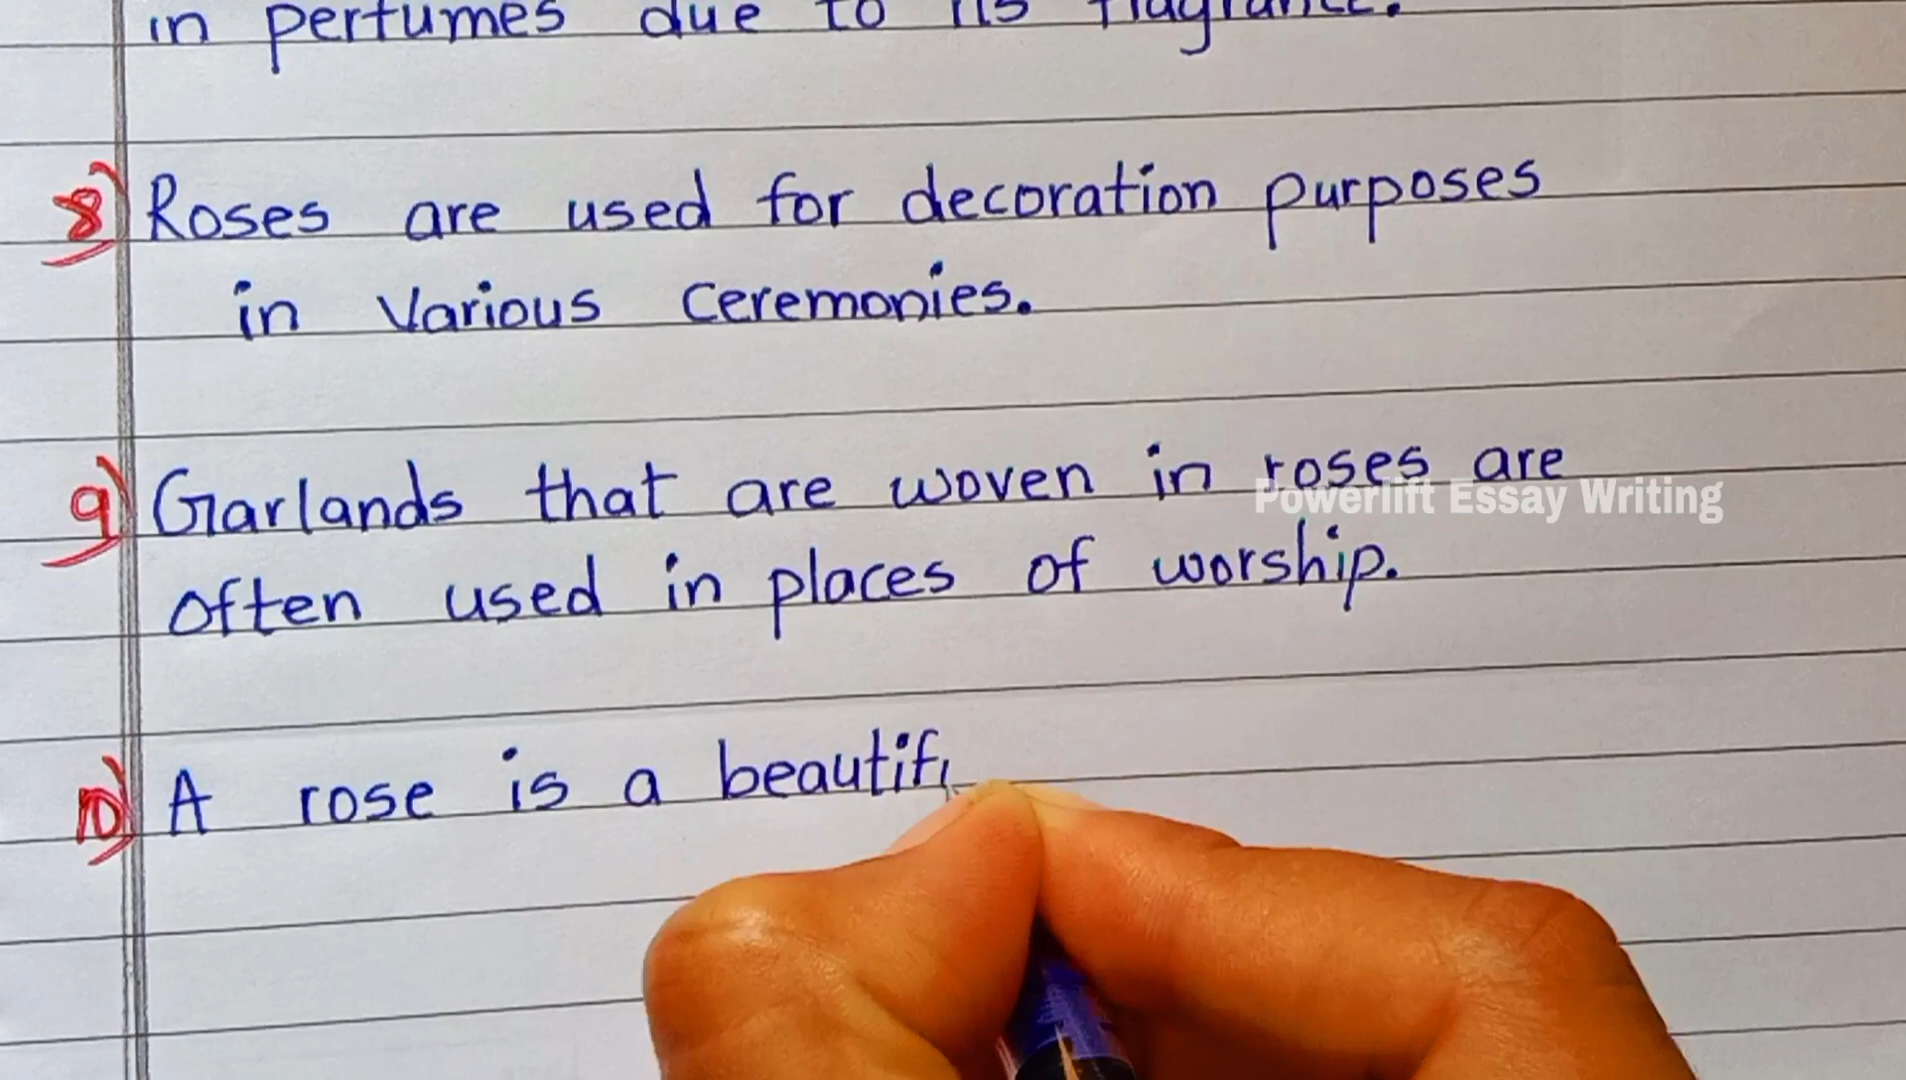 in perfumes due to its fragrance.
8) Roses are used for decoration purposes
in various ceremonies.
9) Garlands that are woven in roses are
Powerlift Essay Writing
often used in places of worship.
10) A rose is a beautif